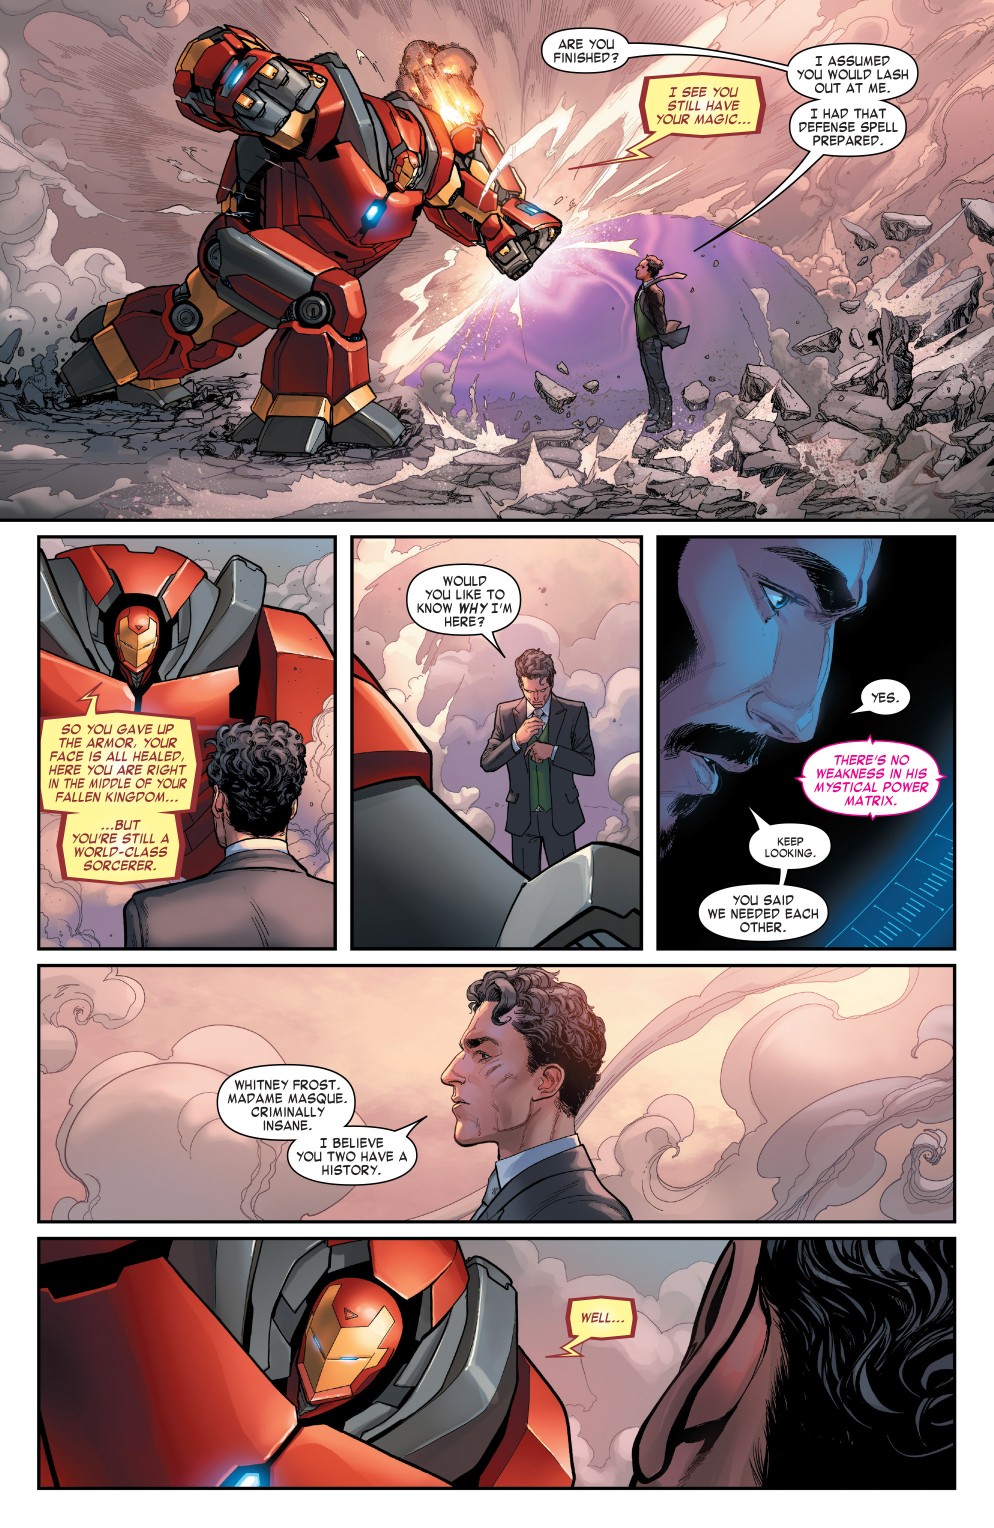 ARE YOU
FINISHED?
I ASSUMED
YOU WOULD LASH
OUT AT ME.
I SEE YOU
STILL HAVE
YOUR MAGIC...
I HAD THAT
DEFENSE SPELL
PREPARED.
SO YOU GAVE UP
THE ARMOR, YOUR
FACE IS ALL HEALED,
HERE YOU ARE RIGHT
IN THE MIDDLE OF YOUR
FALLEN KINGDOM...
...BUT
YOU'RE STILL A
WORLD-CLASS
SORCERER.
WOULD
YOU LIKE TO
KNOW WHY I'M
HERE?
YES.
THERE'S NO
WEAKNESS IN HIS
MYSTICAL POWER
MATRIX.
KEEP
LOOKING.
YOU SAID
WE NEEDED EACH
OTHER.
WHITNEY FROST.
MADAME MASQUE.
CRIMINALLY
INSANE.
I BELIEVE
YOU TWO HAVE A
HISTORY.
WELL...